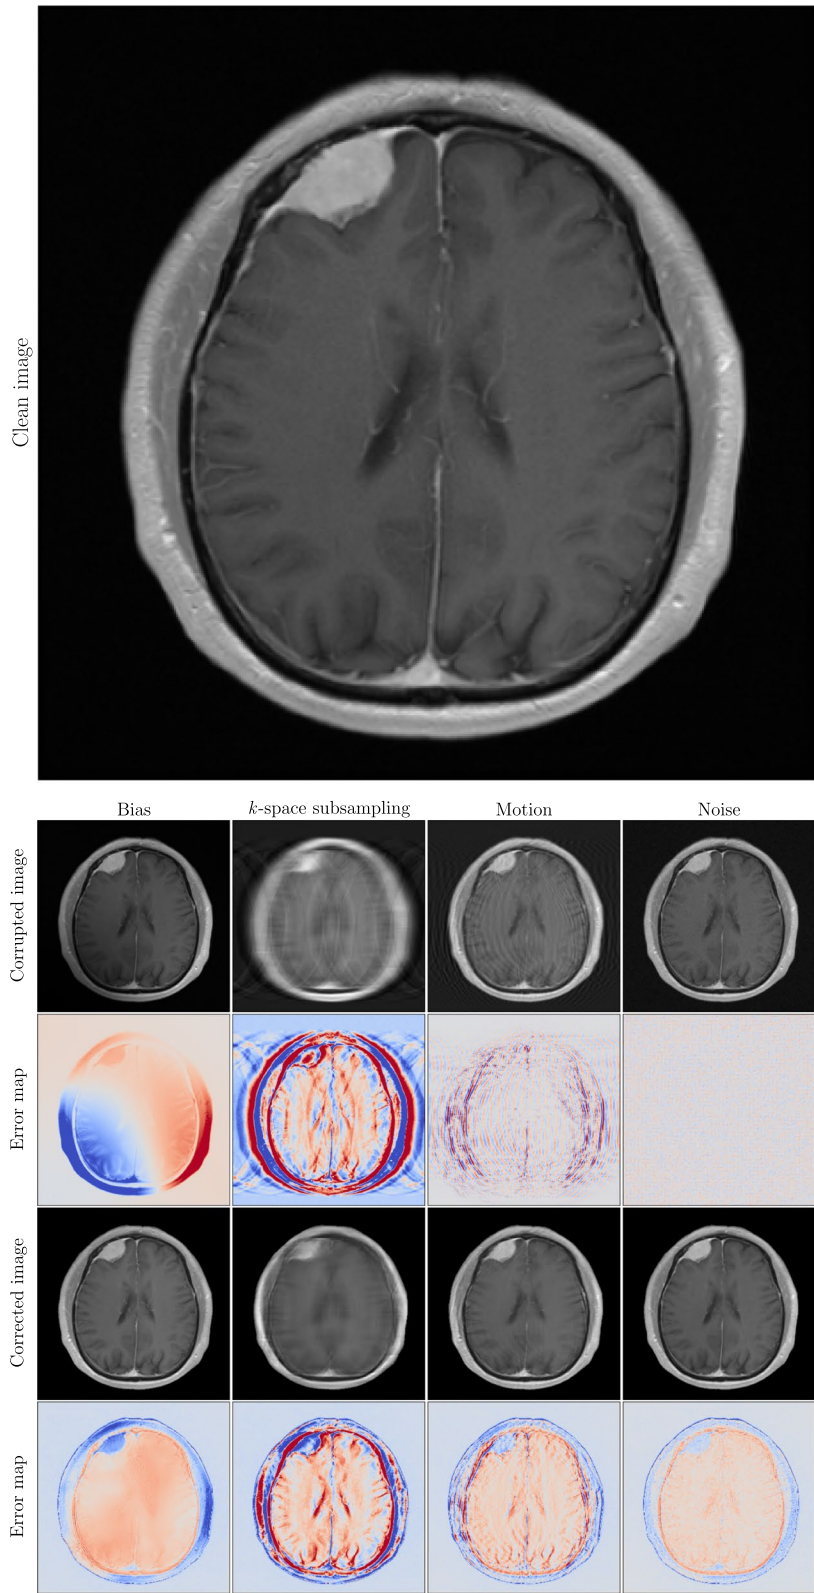 Clean image
Bias
k-space subsampling
Motion
Noise
Corrupted image
Error map
Corrected image
Error map